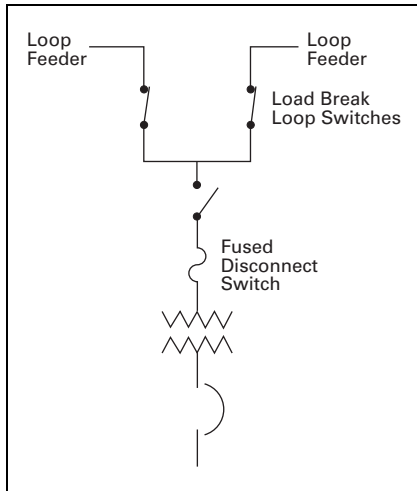 Loop
Feeder
Loop
Feeder
Load Break
Loop Switches
Fused
Disconnect
Switch